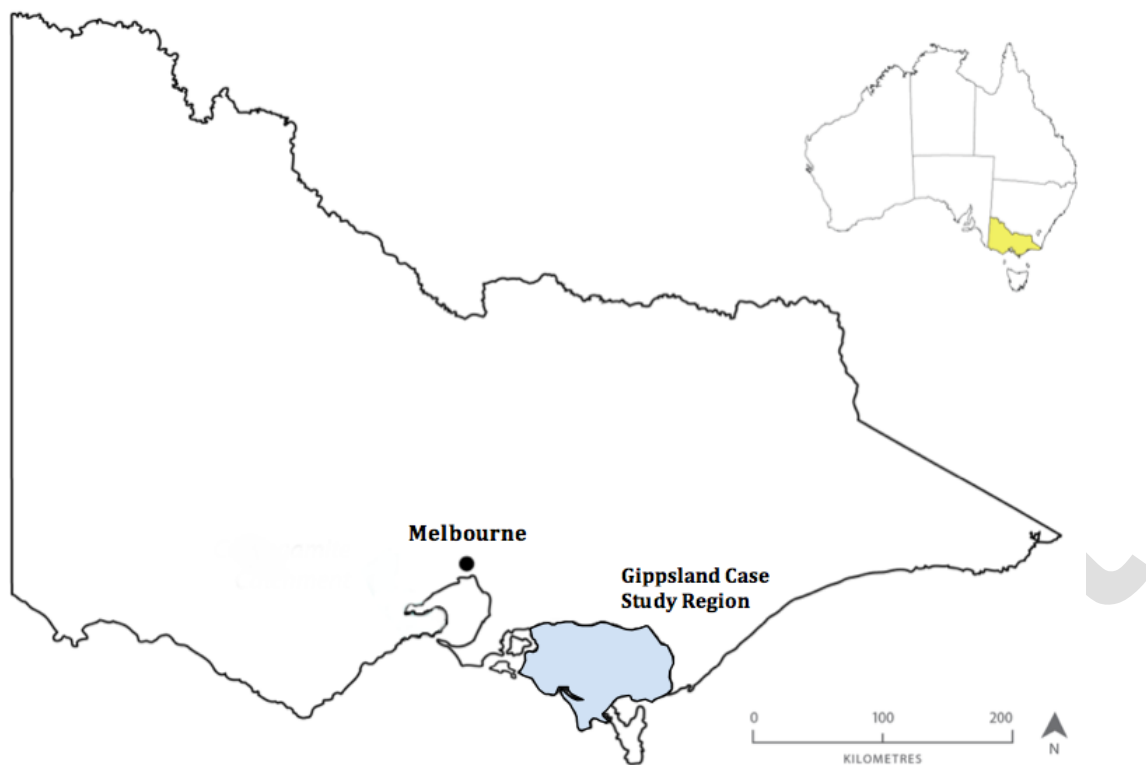 Melbourne
Gippsland Case
Study Region
0 100 200
KILOMETRES
N